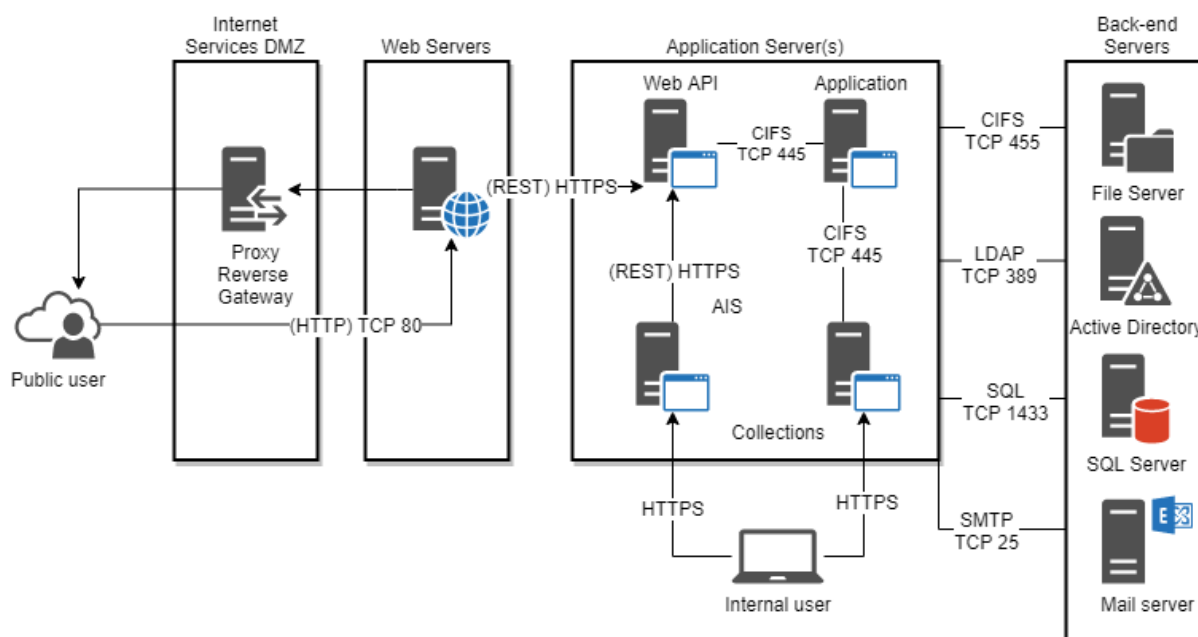 Internet
Services DMZ
Web Servers
Application Server(s)
Back-end
Servers
Web API
Application
CIFS
TCP 445
CIFS
TCP 455
File Server
(REST) HTTPS
Proxy
Reverse
Gateway
(REST) HTTPS
CIFS
TCP 445
LDAP
TCP 389
Active Directory
AIS
(HTTP) TCP 80
Public user
SQL
TCP 1433
Collections
SQL Server
HTTPS
HTTPS
SMTP
TCP 25
E
Internal user
Mail server